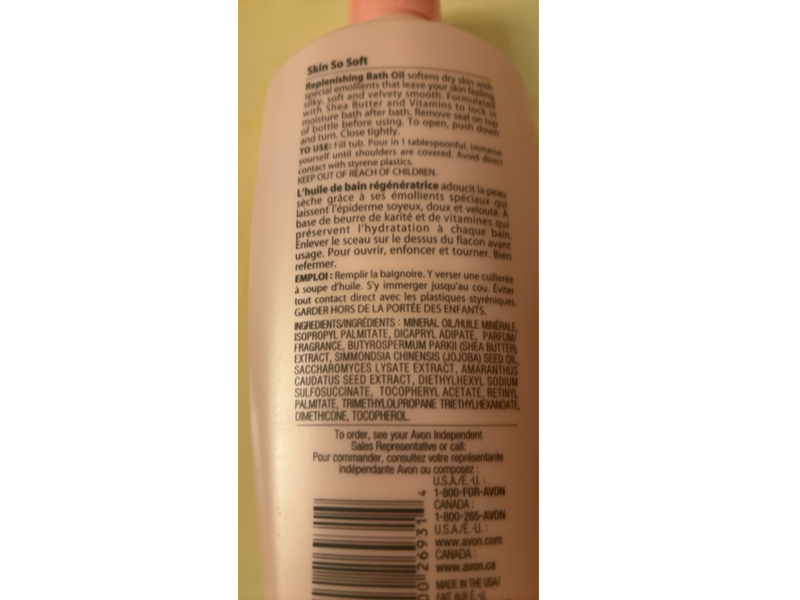 Skin So Soft
Replenishing Bath Oil softens dry skin with
special emollients that leave your skin feeling
silky, soft and velvety smooth. Formulated
with Shea Butter and Vitamins to lock in
moisture bath after bath. Remove seal on top
of bottle before using. To open, push down
and turn. Close tightly.
TO USE: Fill tub. Pour in 1 tablespoonful. Immerse
yourself until shoulders are covered. Avoid direct
contact with styrene plastics.
KEEP OUT OF REACH OF CHILDREN.
L'huile de bain régénératrice adoucit la peau
sèche grâce à ses émollients spéciaux qui
laissent l'épiderme soyeux, doux et velouté. À
base de beurre de karité et de vitamines qui
préservent l'hydratation à chaque bain.
Enlever le sceau sur le dessus du flacon avant
usage. Pour ouvrir, enfoncer et tourner. Bien
refermer.
EMPLOI : Remplir la baignoire. Y verser une cuillerée
à soupe d'huile. S'y immerger jusqu'au cou. Éviter
tout contact direct avec les plastiques styréniques.
GARDER HORS DE LA PORTÉE DES ENFANTS.
INGREDIENTS/INGRÉDIENTS : MINERAL OIL/HUILE MINÉRALE,
ISOPROPYL PALMITATE, DICAPRYL ADIPATE, PARFUM/
FRAGRANCE, BUTYROSPERMUM PARKII (SHEA BUTTER)
EXTRACT, SIMMONDSIA CHINENSIS (JOJOBA) SEED OIL,
SACCHAROMYCES LYSATE EXTRACT, AMARANTHUS
CAUDATUS SEED EXTRACT, DIETHYLHEXYL SODIUM
SULFOSUCCINATE, TOCOPHERYL ACETATE, RETINYL
PALMITATE, TRIMETHYLOLPROPANE TRIETHYLHEXANOATE,
DIMETHICONE, TOCOPHEROL.
To order, see your Avon Independent
Sales Representative or call:
Pour commander, consultez votre représentante
indépendante Avon ou composez :
U.S.A./É.-U. :
1-800-FOR-AVON
CANADA :
1-800-265-AVON
U.S.A./É.-U. :
www.avon.com
CANADA :
www.avon.ca
MADE IN THE USA/
FAIT AUX É.-U.
00 26931 4